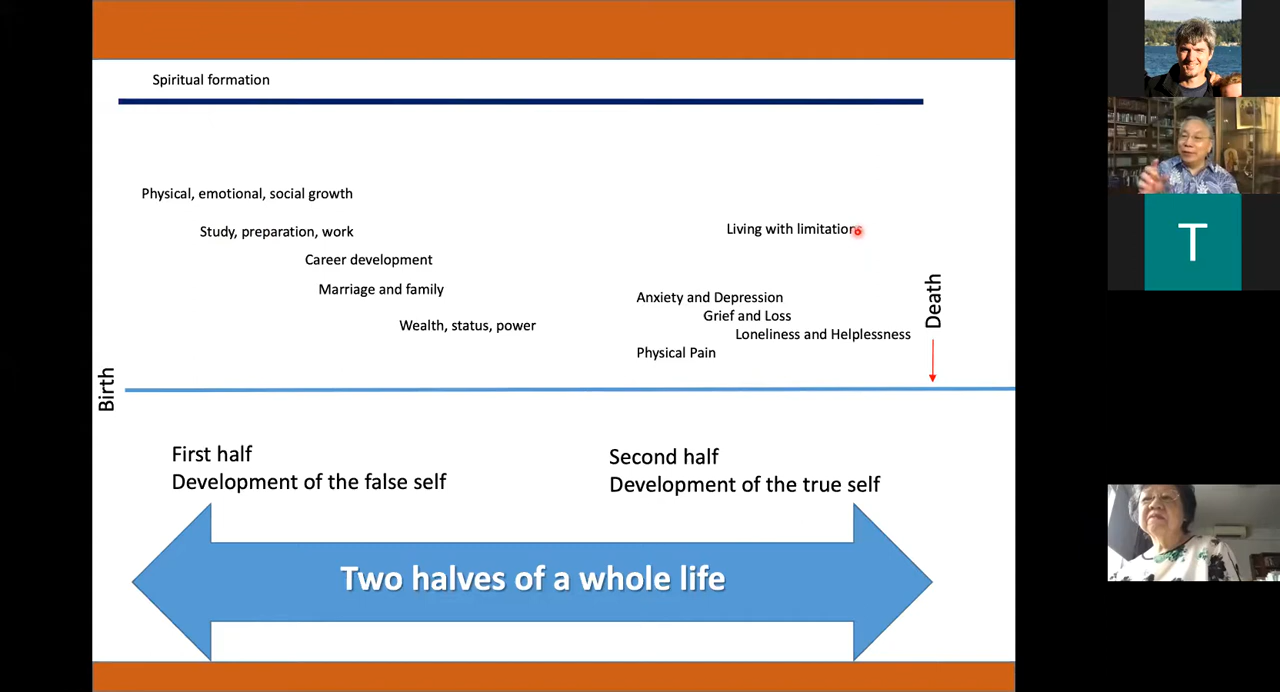 Spiritual formation
Physical, emotional, social growth
Study, preparation, work
Career development
Marriage and family
Wealth, status, power
Living with limitations
Anxiety and Depression
Grief and Loss
Loneliness and Helplessness
Physical Pain
Birth
Death
First half
Development of the false self
Second half
Development of the true self
Two halves of a whole life
T